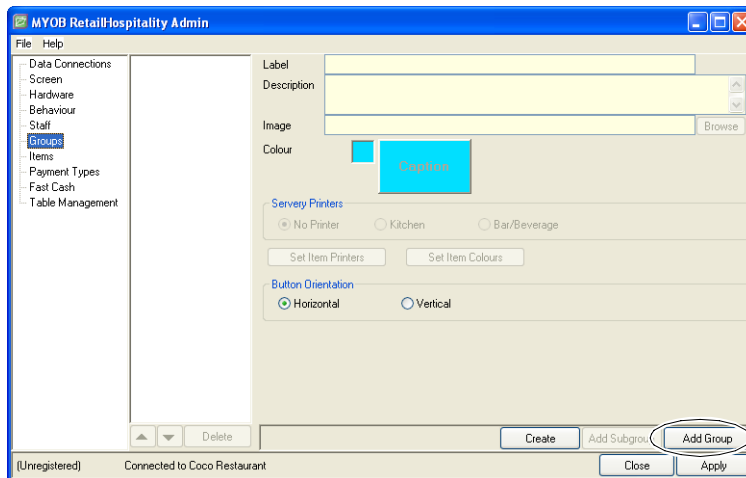 MYOB RetailHospitality Admin
File Help
Data Connections
Screen
Hardware
Behaviour
Staff
Groups
Items
Payment Types
Fast Cash
Table Management
Label
Description
Image
Browse
Colour
Caption
Servery Printers
No Printer Kitchen Bar/Beverage
Set Item Printers Set Item Colours
Button Orientation
Horizontal Vertical
Delete
Create Add Subgrou Add Group
(Unregistered) Connected to Coco Restaurant Close Apply